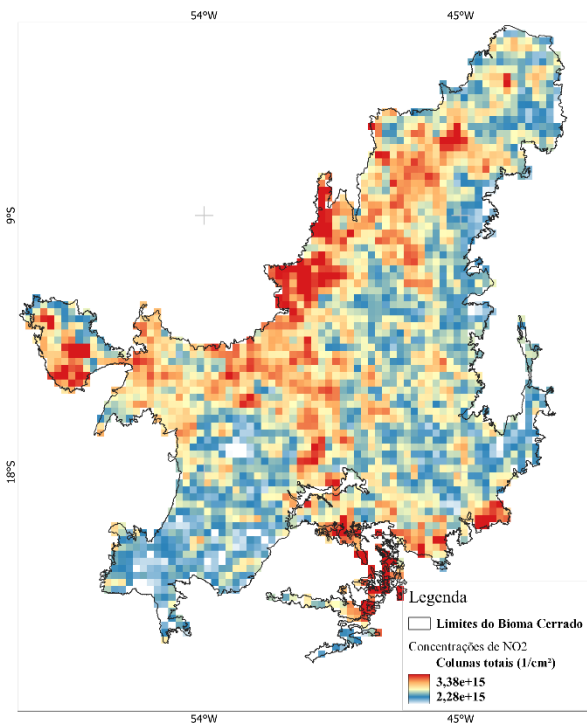 54°W 45°W
9°S
18°S
Legenda
Limites do Bioma Cerrado
Concentrações de NO2
Colunas totais (1/cm²)
3,38e+15
2,28e+15
54°W 45°W